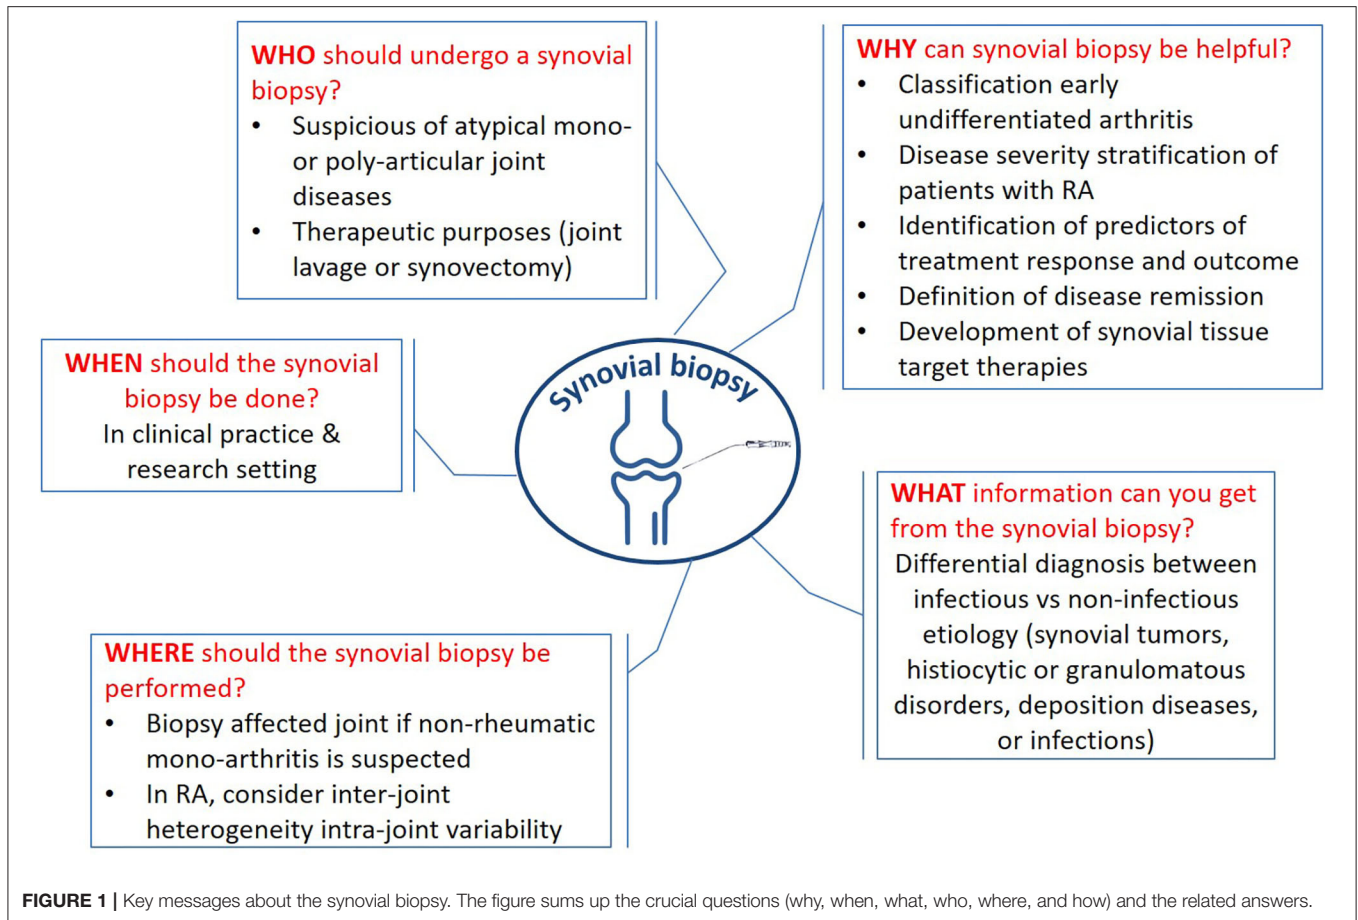 WHO should undergo a synovial
biopsy?
• Suspicious of atypical mono-
or poly-articular joint
diseases
• Therapeutic purposes (joint
lavage or synovectomy)
WHY can synovial biopsy be helpful?
• Classification early
undifferentiated arthritis
• Disease severity stratification of
patients with RA
• Identification of predictors of
treatment response and outcome
• Definition of disease remission
• Development of synovial tissue
target therapies
WHEN should the synovial
biopsy be done?
In clinical practice &
research setting
Synovial biopsy
WHAT information can you get
from the synovial biopsy?
Differential diagnosis between
infectious vs non-infectious
etiology (synovial tumors,
histiocytic or granulomatous
disorders, deposition diseases,
or infections)
WHERE should the synovial biopsy be
performed?
• Biopsy affected joint if non-rheumatic
mono-arthritis is suspected
• In RA, consider inter-joint
heterogeneity intra-joint variability
FIGURE 1 | Key messages about the synovial biopsy. The figure sums up the crucial questions (why, when, what, who, where, and how) and the related answers.